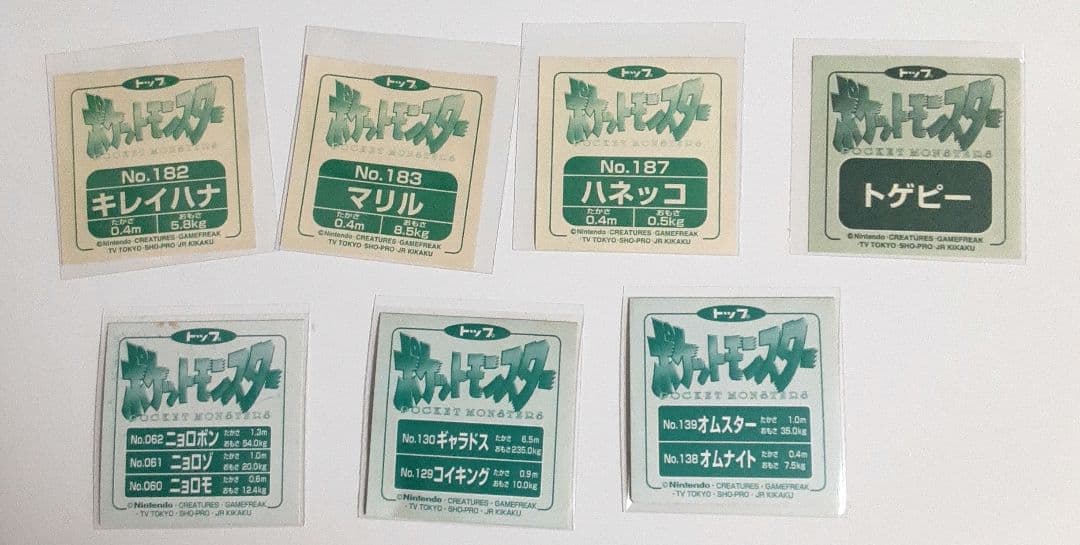 トップ
ポケットモンスター
POCKET MONSTERS
No.182
キレイハナ
たかさ 0.4m おもさ 5.8kg
©Nintendo・CREATURES・GAMEFREAK
・TV TOKYO・SHO-PRO・JR KIKAKU
トップ
ポケットモンスター
POCKET MONSTERS
No.183
マリル
たかさ 0.4m おもさ 8.5kg
©Nintendo・CREATURES・GAMEFREAK
・TV TOKYO・SHO-PRO・JR KIKAKU
トップ
ポケットモンスター
POCKET MONSTERS
No.187
ハネッコ
たかさ 0.4m おもさ 0.5kg
©Nintendo・CREATURES・GAMEFREAK
・TV TOKYO・SHO-PRO・JR KIKAKU
トップ
ポケットモンスター
POCKET MONSTERS
トゲピー
©Nintendo・CREATURES・GAMEFREAK
・TV TOKYO・SHO-PRO・JR KIKAKU
トップ
ポケットモンスター
POCKET MONSTERS
No.062 ニョロボン たかさ 1.3m おもさ 54.0kg
No.061 ニョロゾ たかさ 1.0m おもさ 20.0kg
No.060 ニョロモ たかさ 0.6m おもさ 12.4kg
©Nintendo・CREATURES・GAMEFREAK
・TV TOKYO・SHO-PRO・JR KIKAKU
トップ
ポケットモンスター
POCKET MONSTERS
No.130 ギャラドス たかさ 6.5m おもさ 235.0kg
No.129 コイキング たかさ 0.9m おもさ 10.0kg
©Nintendo・CREATURES・GAMEFREAK
・TV TOKYO・SHO-PRO・JR KIKAKU
トップ
ポケットモンスター
POCKET MONSTERS
No.139 オムスター たかさ 1.0m おもさ 35.0kg
No.138 オムナイト たかさ 0.4m おもさ 7.5kg
©Nintendo・CREATURES・GAMEFREAK
・TV TOKYO・SHO-PRO・JR KIKAKU